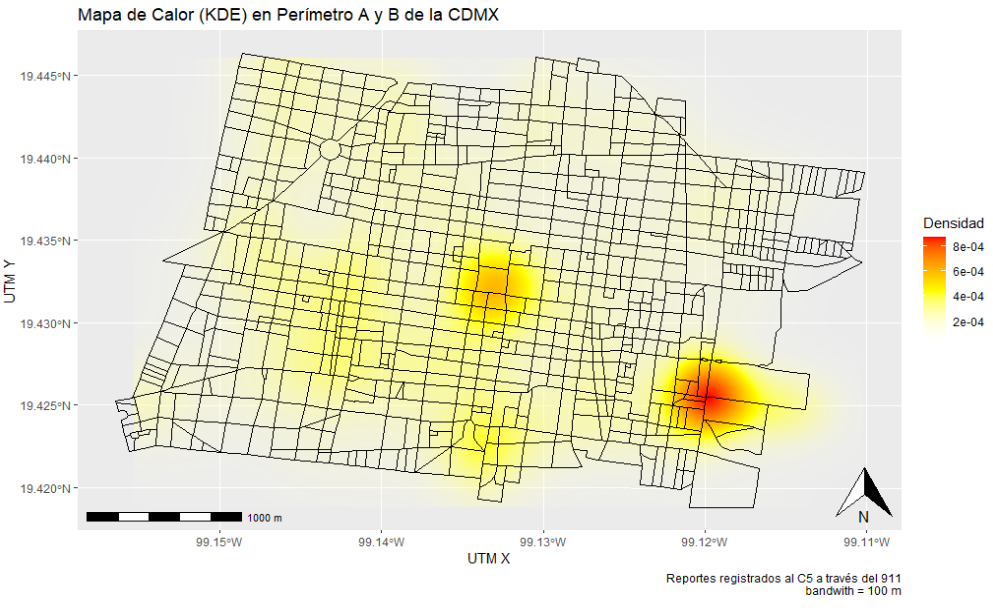 Mapa de Calor (KDE) en Perímetro A y B de la CDMX
19.445°N
19.440°N
19.435°N
19.430°N
19.425°N
19.420°N
UTM Y
Densidad
8e-04
6e-04
4e-04
2e-04
1000 m
N
99.15°W
99.14°W
99.13°W
99.12°W
99.11°W
UTM X
Reportes registrados al C5 a través del 911
bandwith = 100 m